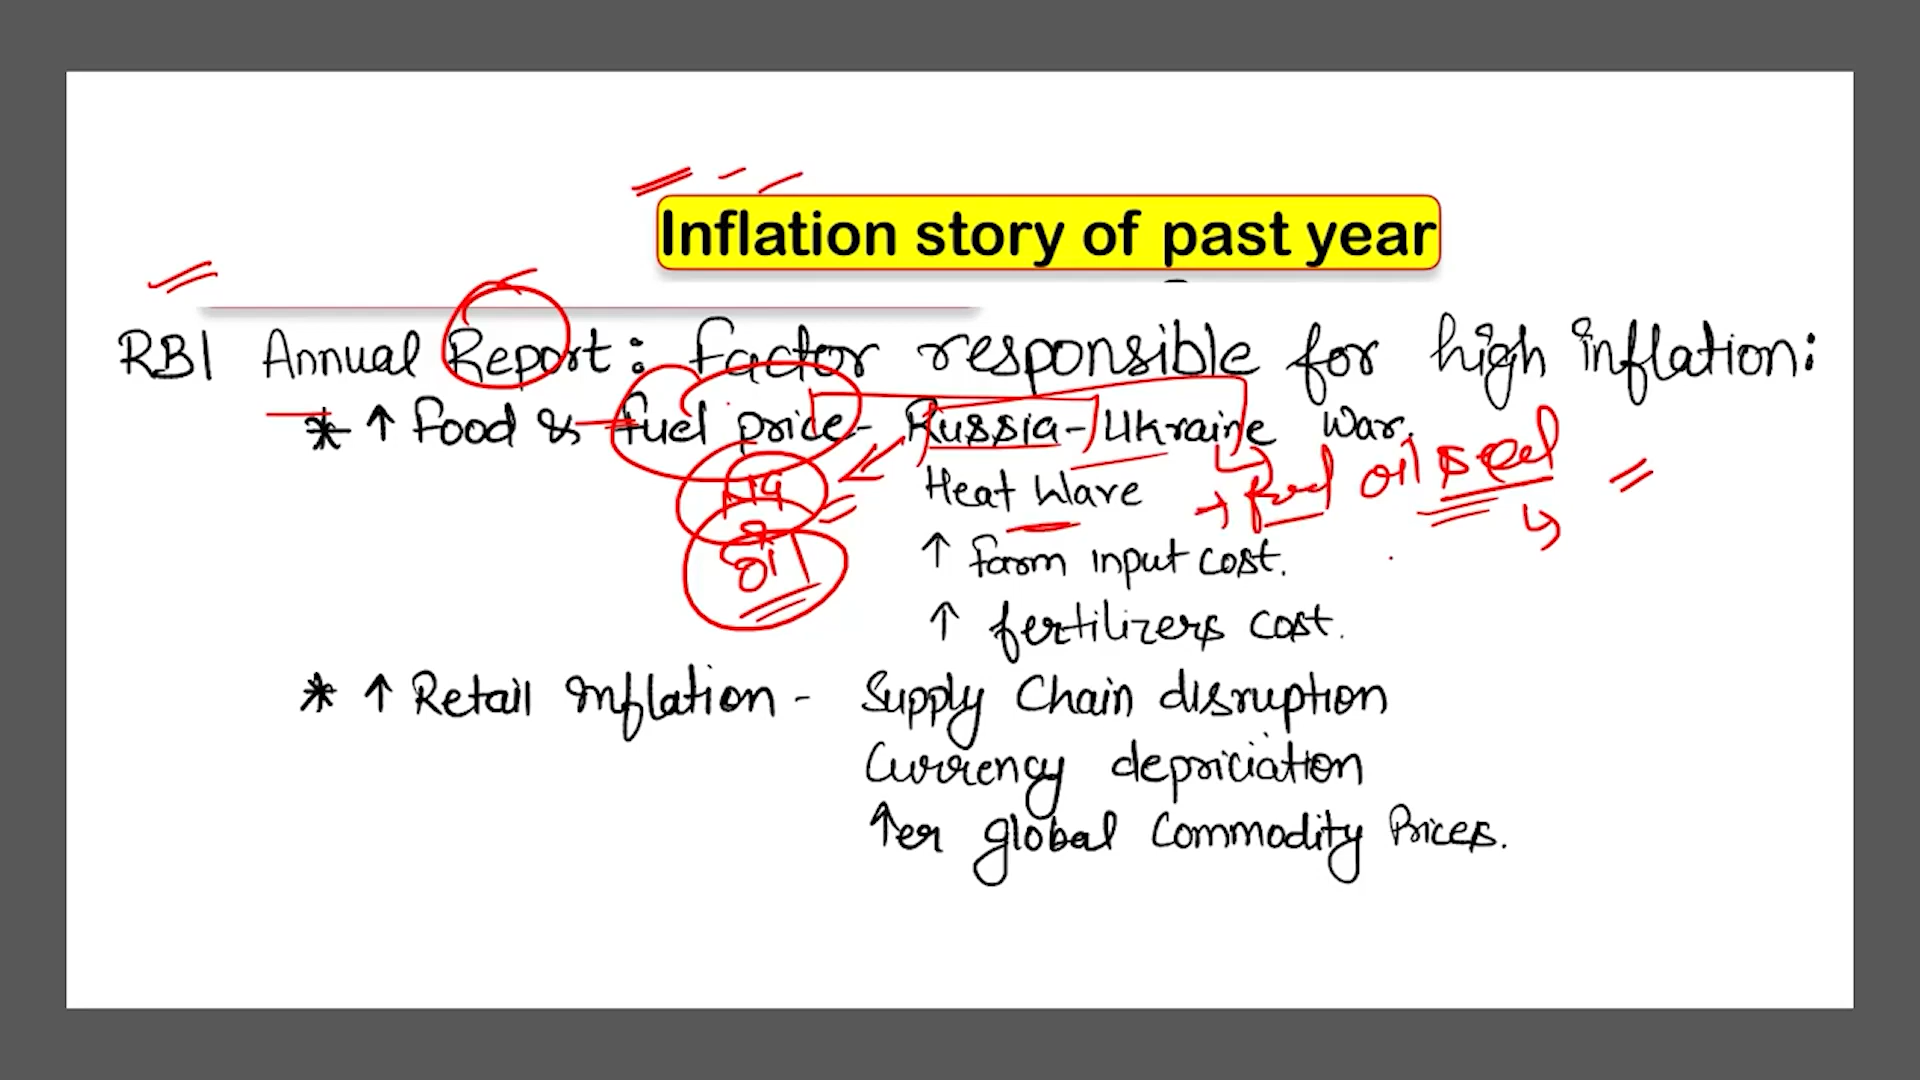 Inflation story of past year
RBI Annual Report: factor responsible for high inflation:
* ↑ food & fuel price - Russia-Ukraine war.
Heat Wave → food oil seed
↑ farm input cost.
oil
↑ fertilizers cost.
* ↑ Retail Inflation - Supply Chain disruption
Currency depriciation
↑er global Commodity Prices.